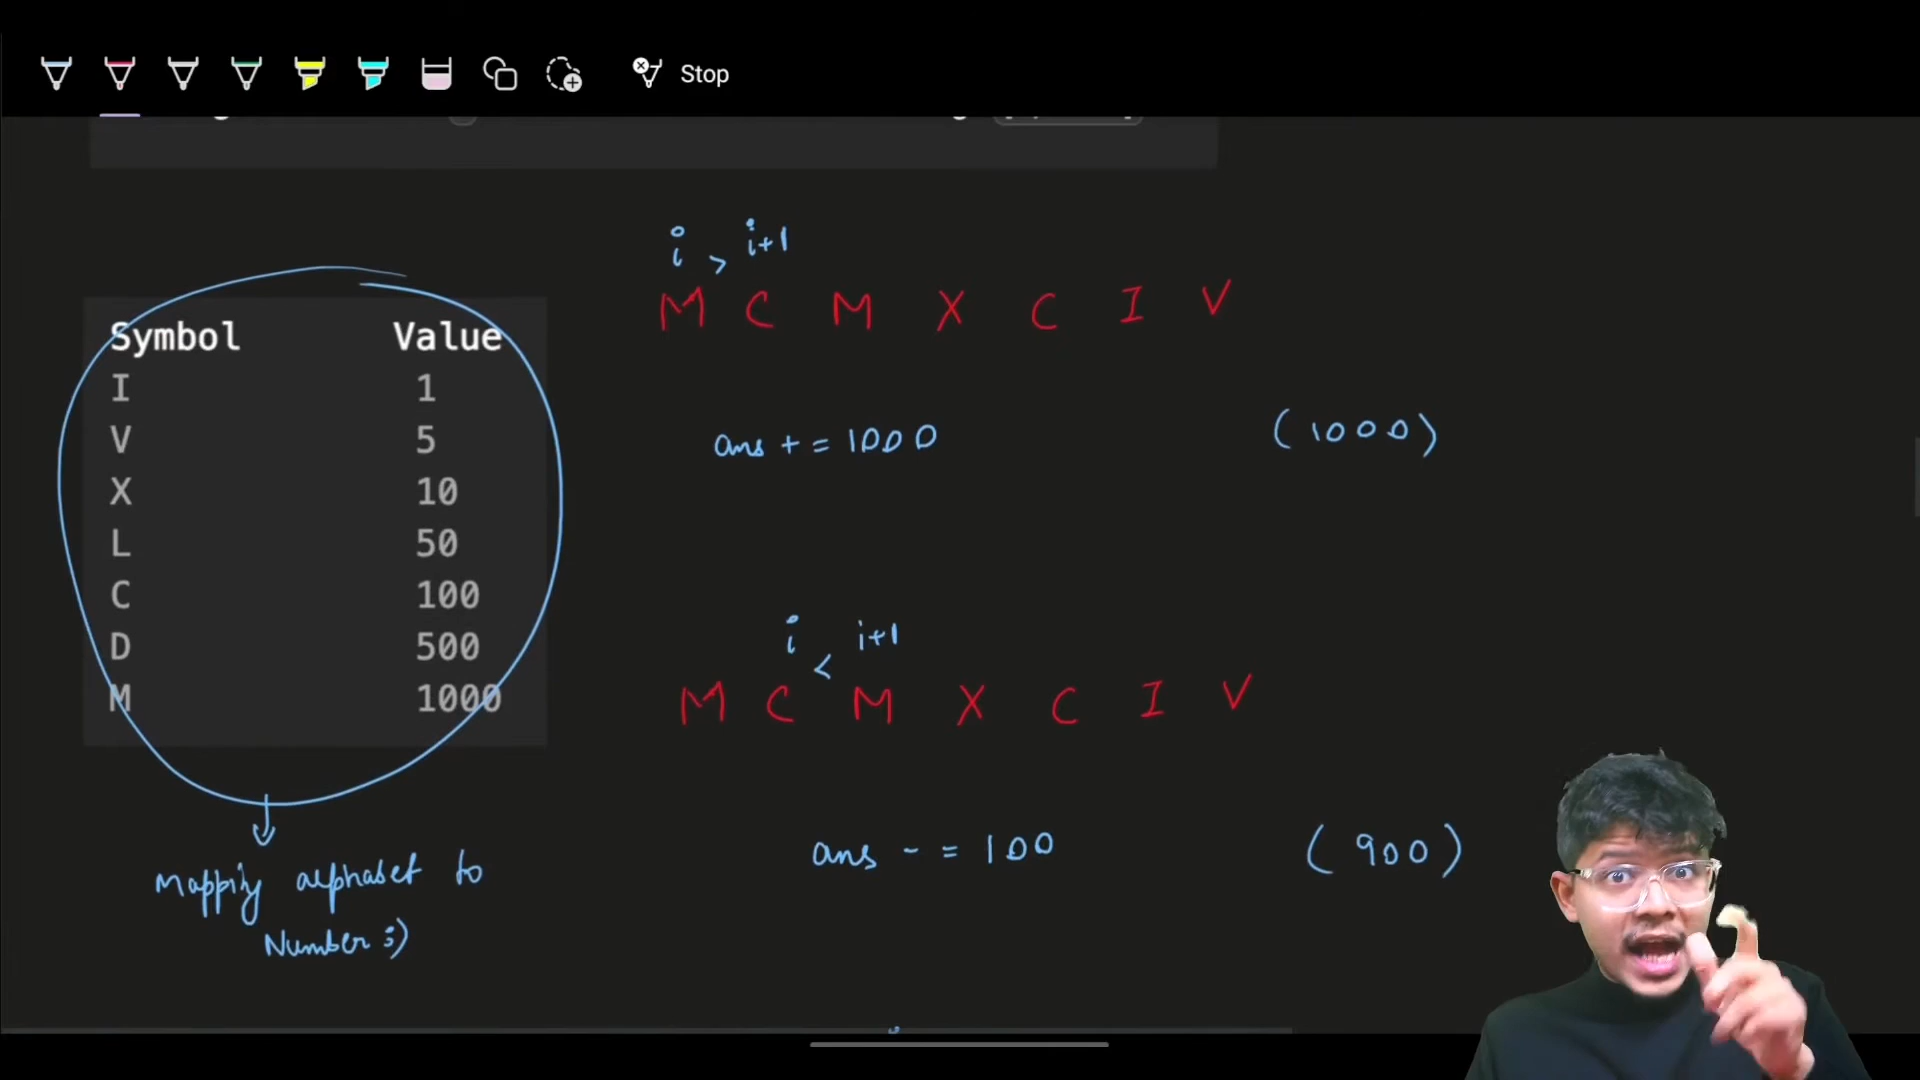 Stop
i > i+1
M C M X C I V
Symbol Value
I 1
V 5
X 10
L 50
C 100
D 500
M 1000
ans + = 1000 (1000)
i < i+1
M C M X C I V
ans - = 100 (900)
Mapping alphabet to
Number :)